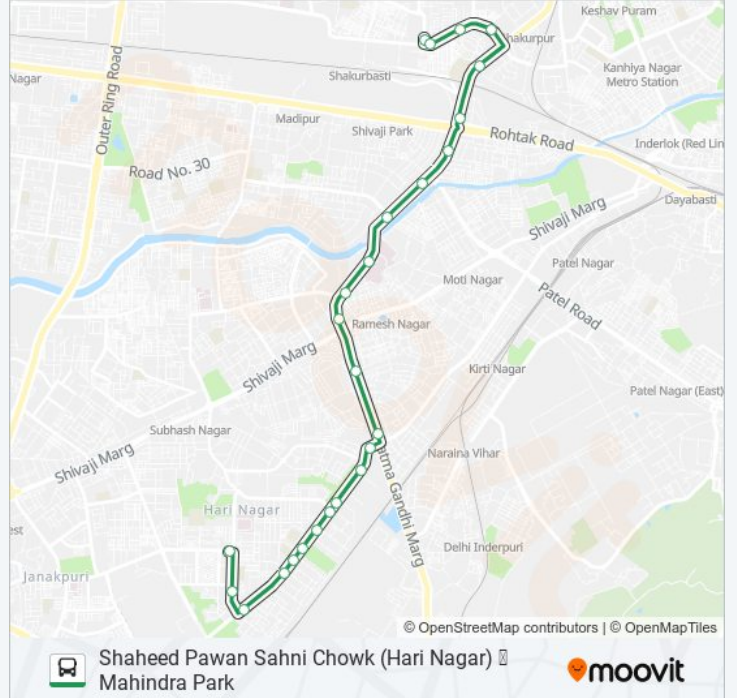 Keshav Puram
Shakurpur
Nagar
Shakurbasti
Kanhiya Nagar
Metro Station
Outer Ring Road
Madipur
Shivaji Park
Rohtak Road
Inderlok (Red Lin
Road No. 30
Dayabasti
Shivaji Marg
Patel Nagar
Moti Nagar
Patel Road
Ramesh Nagar
Shivaji Marg
Kirti Nagar
Patel Nagar (East)
Subhash Nagar
Shivaji Marg
Naraina Vihar
atma Gandhi Marg
Hari Nagar
est
Delhi Inderpuri
Janakpuri
© OpenStreetMap contributors | © OpenMapTiles
Shaheed Pawan Sahni Chowk (Hari Nagar)
Mahindra Park
moovit